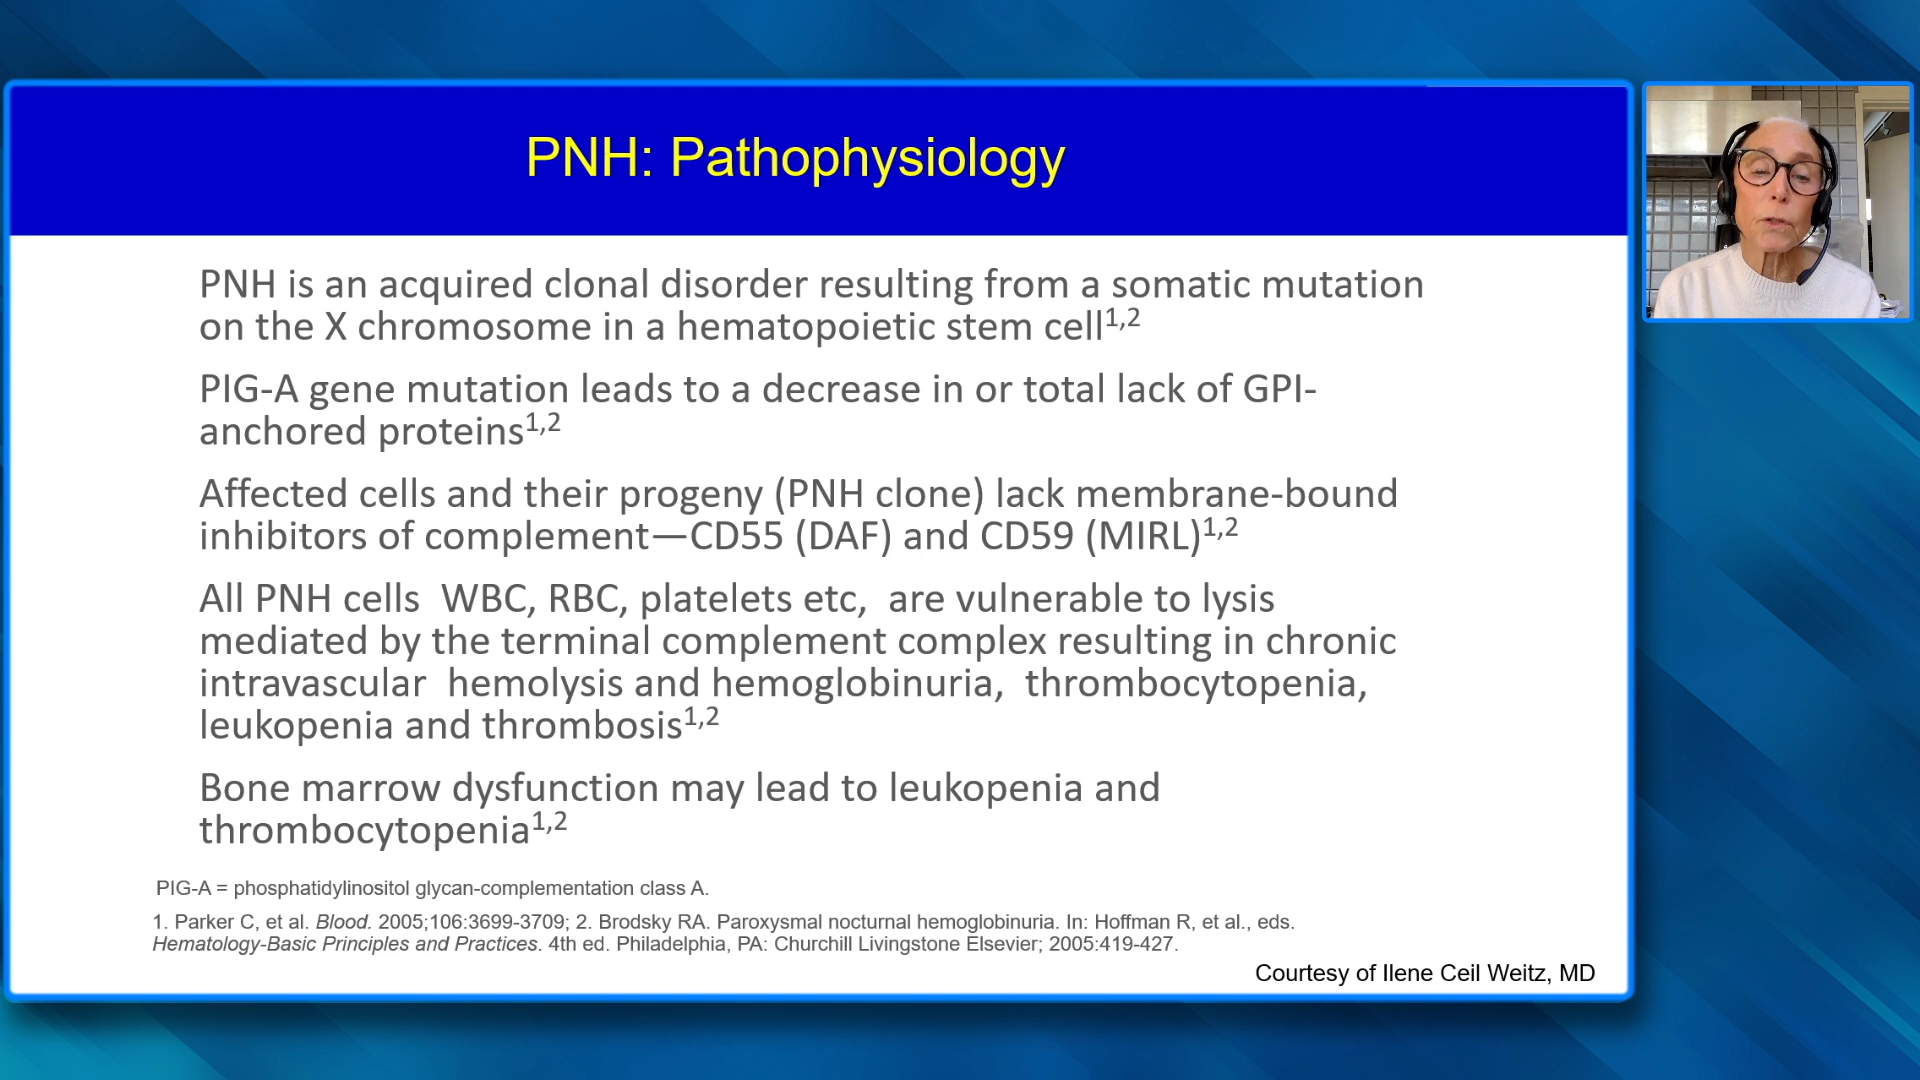 PNH: Pathophysiology
PNH is an acquired clonal disorder resulting from a somatic mutation
on the X chromosome in a hematopoietic stem cell1,2
PIG-A gene mutation leads to a decrease in or total lack of GPI-
anchored proteins1,2
Affected cells and their progeny (PNH clone) lack membrane-bound
inhibitors of complement—CD55 (DAF) and CD59 (MIRL)1,2
All PNH cells  WBC, RBC, platelets etc,  are vulnerable to lysis
mediated by the terminal complement complex resulting in chronic
intravascular  hemolysis and hemoglobinuria,  thrombocytopenia,
leukopenia and thrombosis1,2
Bone marrow dysfunction may lead to leukopenia and
thrombocytopenia1,2
PIG-A = phosphatidylinositol glycan-complementation class A.
1. Parker C, et al. Blood. 2005;106:3699-3709; 2. Brodsky RA. Paroxysmal nocturnal hemoglobinuria. In: Hoffman R, et al., eds.
Hematology-Basic Principles and Practices. 4th ed. Philadelphia, PA: Churchill Livingstone Elsevier; 2005:419-427.
Courtesy of Ilene Ceil Weitz, MD